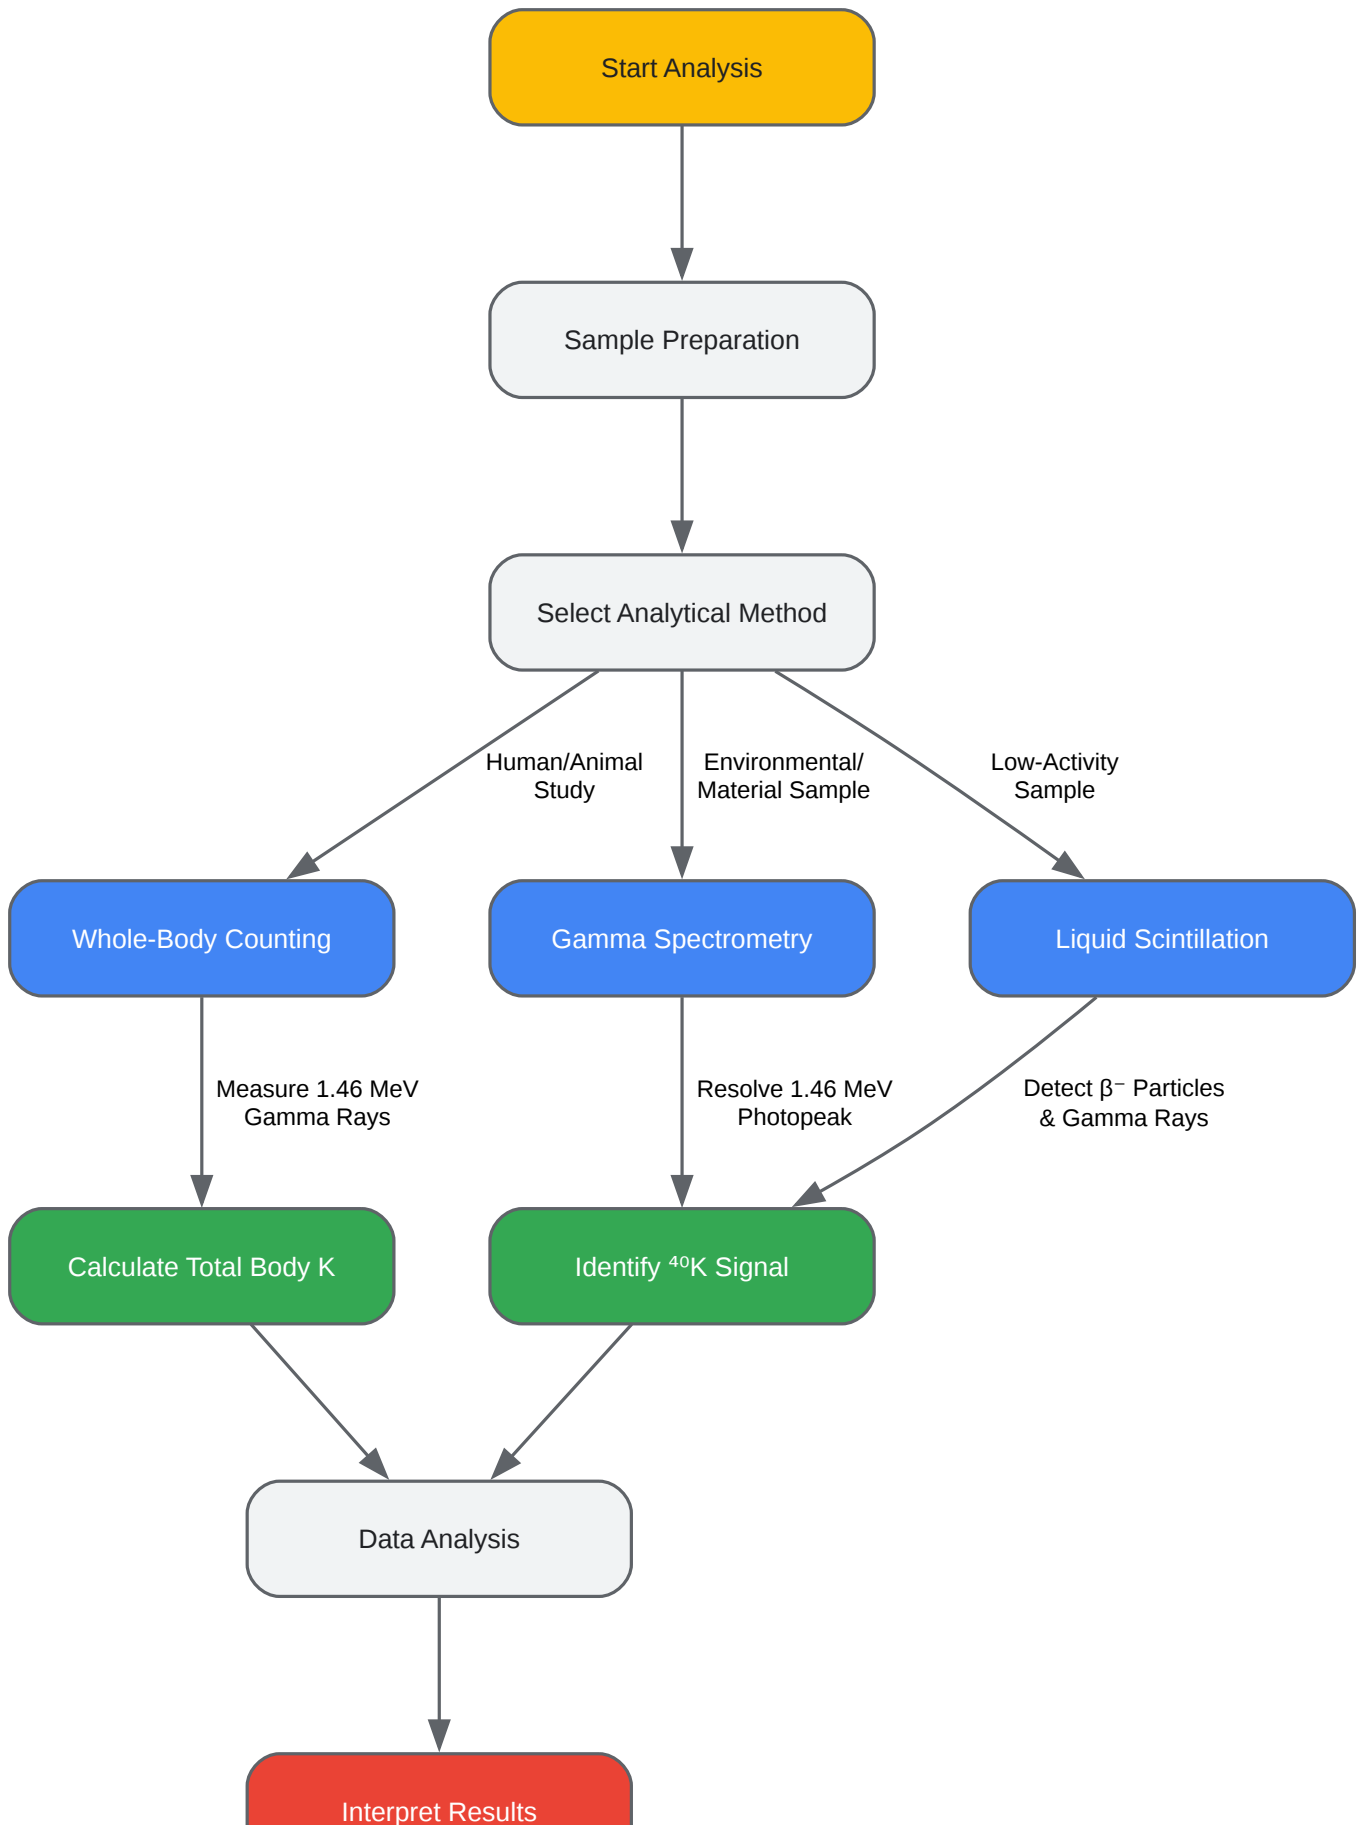 Start Analysis
Sample Preparation
Select Analytical Method
Human/Animal
Study
Environmental/
Material Sample
Low-Activity
Sample
Whole-Body Counting
Gamma Spectrometry
Liquid Scintillation
Measure 1.46 MeV
Gamma Rays
Resolve 1.46 MeV
Photopeak
Detect β⁻ Particles
& Gamma Rays
Calculate Total Body K
Identify ⁴⁰K Signal
Data Analysis
Interpret Results